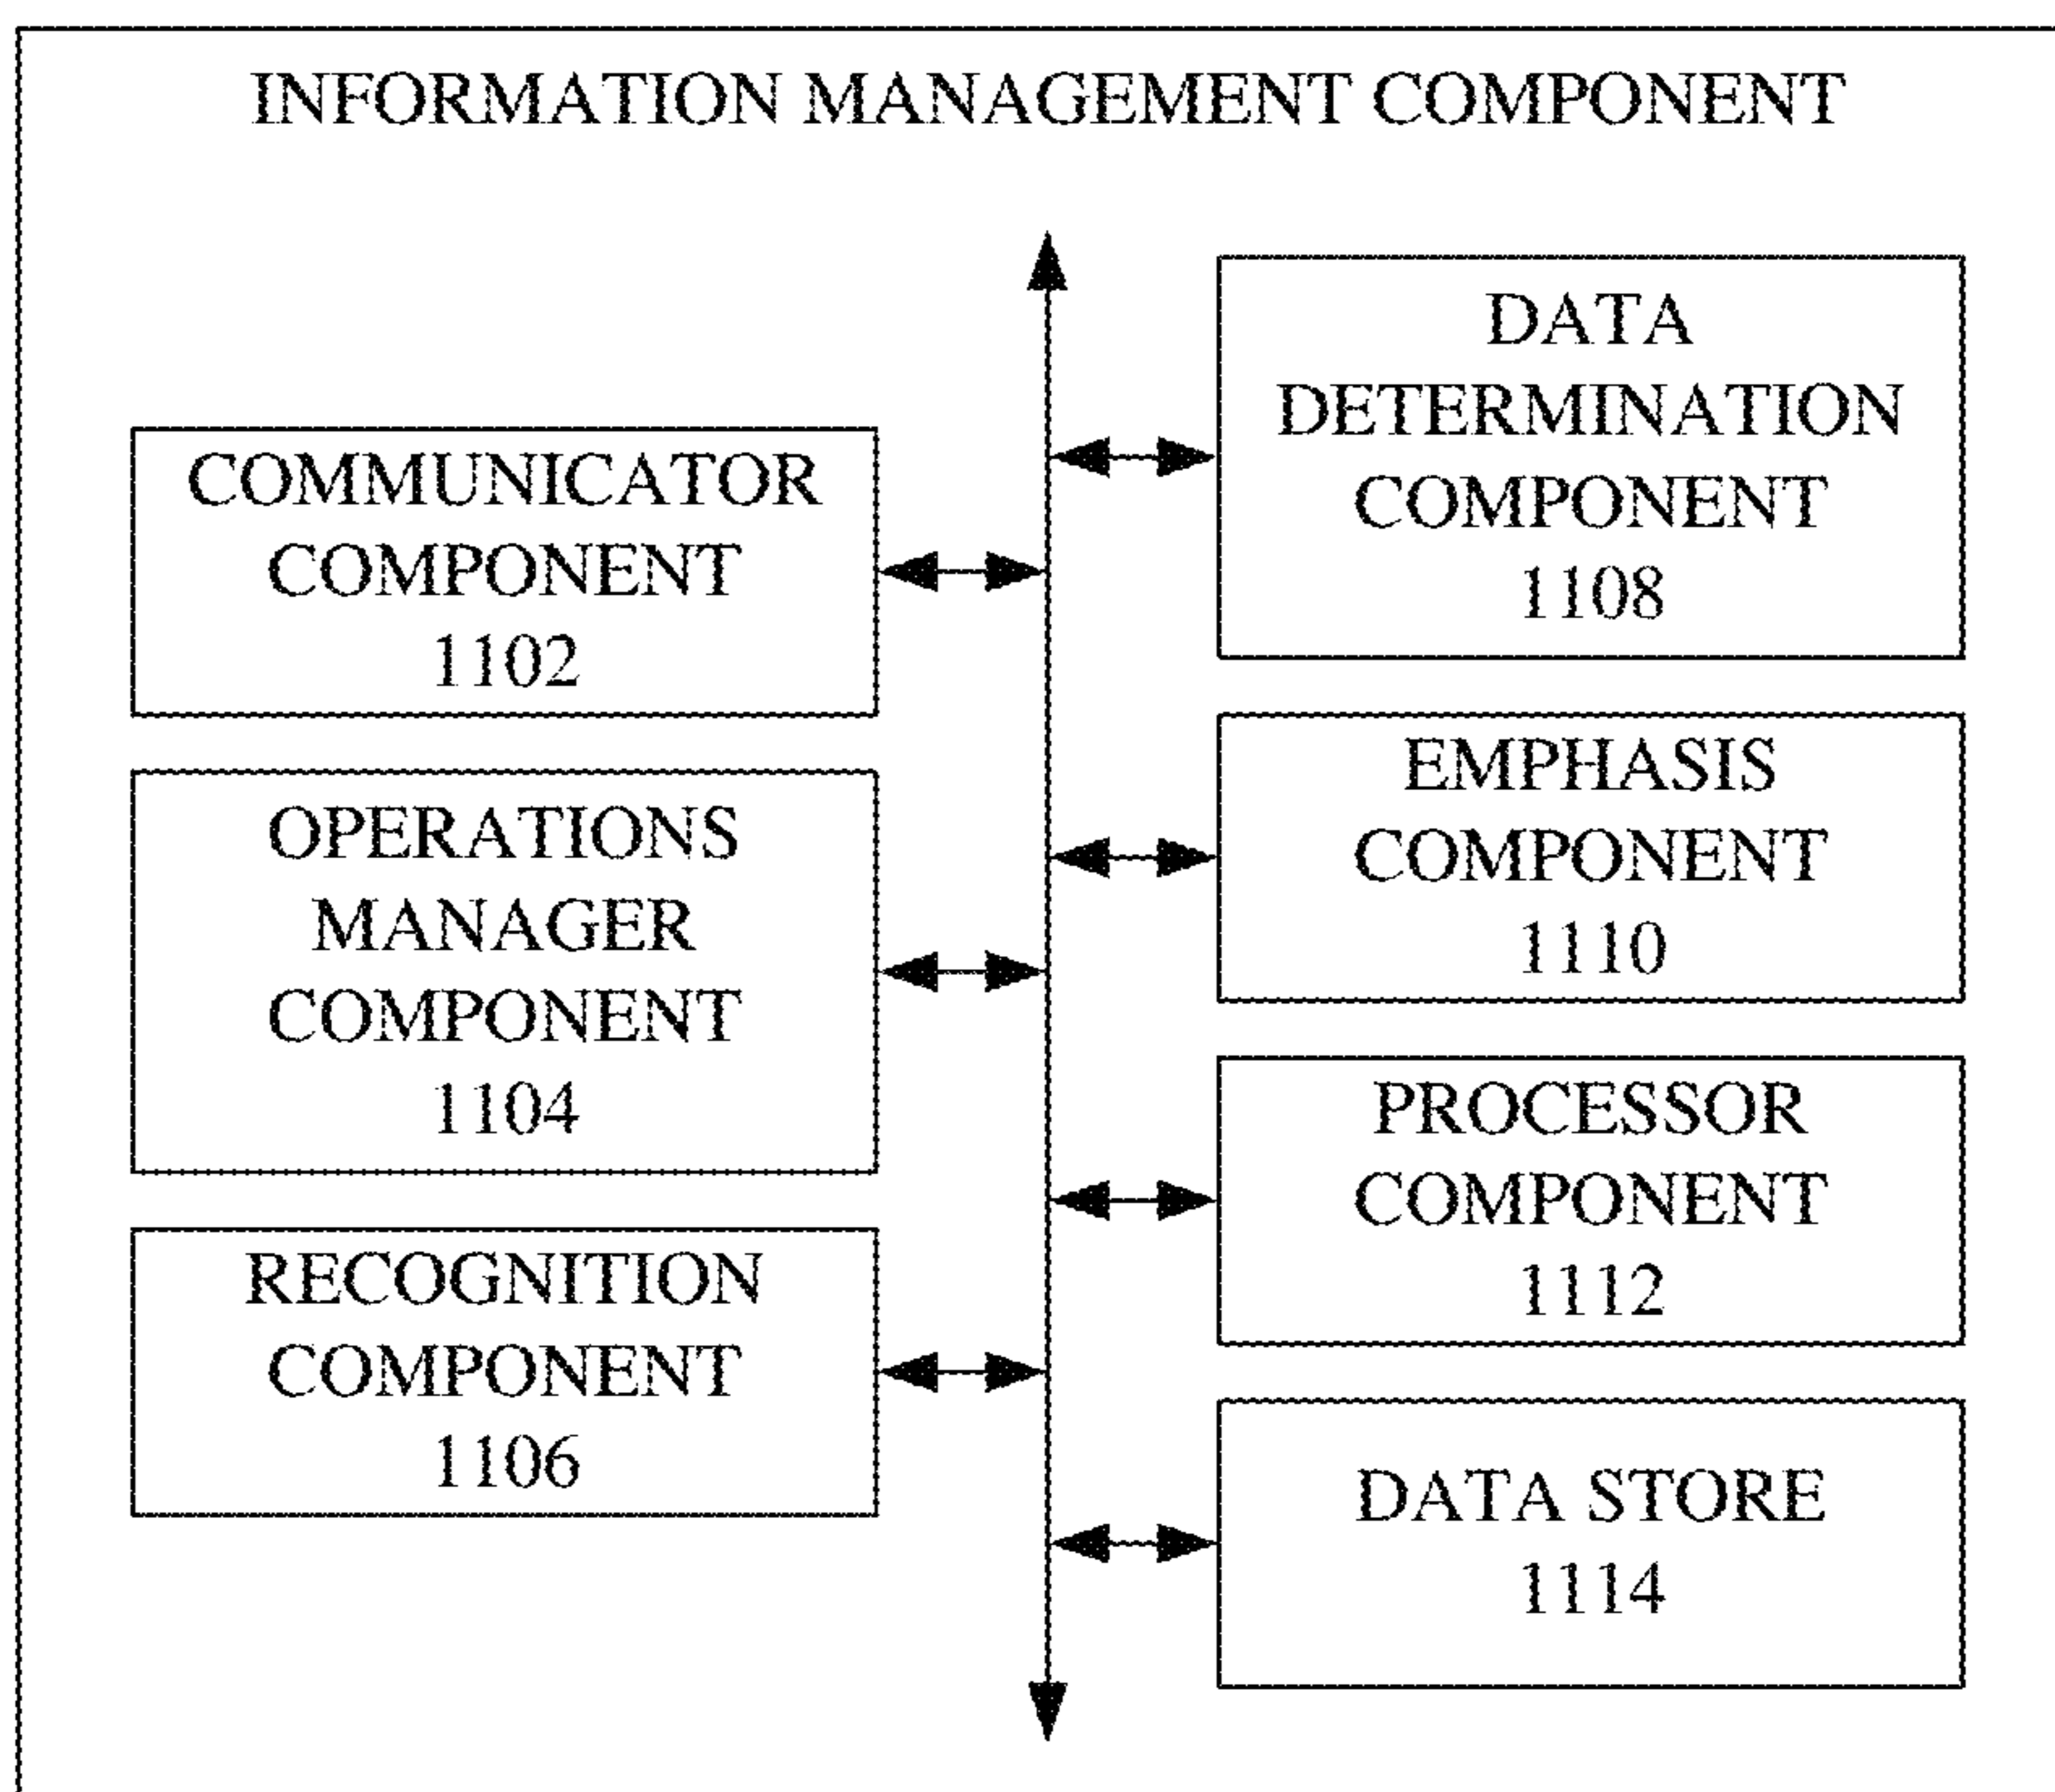 INFORMATION MANAGEMENT COMPONENT
COMMUNICATOR
COMPONENT
1102
OPERATIONS
MANAGER
COMPONENT
1104
RECOGNITION
COMPONENT
1106
DATA
DETERMINATION
COMPONENT
1108
EMPHASIS
COMPONENT
1110
PROCESSOR
COMPONENT
1112
DATA STORE
1114